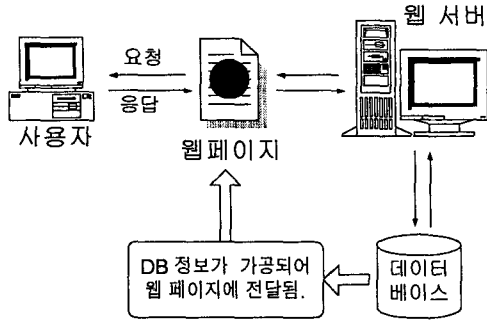 웹 서버
요청
응답
사용자
웹페이지
DB 정보가 가공되어
웹 페이지에 전달됨.
데이터
베이스